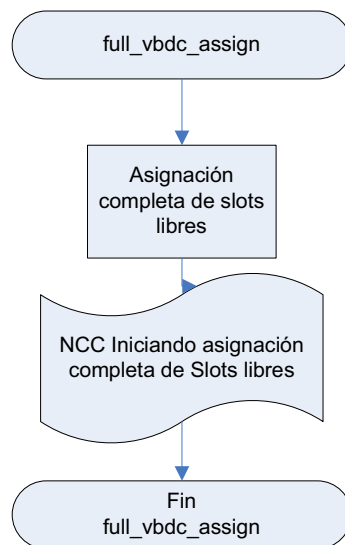 full_vbdc_assign
Asignación
completa de slots
libres
NCC Iniciando asignación
completa de Slots libres
Fin
full_vbdc_assign